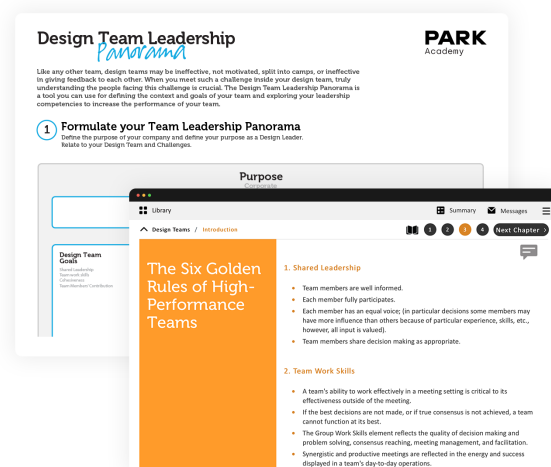 Design Team Leadership
Panorama
PARK
Academy
Like any other team, design teams may be ineffective, not motivated, split into camps, or ineffective
in giving feedback to each other. When you meet such a challenge inside your design team, truly
understanding the people facing this challenge is crucial. The Design Team Leadership Panorama is
a tool you can use for defining the context and goals of your team and exploring your leadership
competencies to increase the performance of your team.
1 Formulate your Team Leadership Panorama
Define the purpose of your company and define your purpose as a Design Leader.
Relate to your Design Team and Challenges.
Purpose
Corporate
Design Team
Goals
Shared Leadership
Team work skills
Cohesiveness
Team Members' Contribution
Library
Summary
Messages
Design Teams / Introduction
1 2 3 4 Next Chapter >
The Six Golden
Rules of High-
Performance
Teams
1. Shared Leadership
• Team members are well informed.
• Each member fully participates.
• Each member has an equal voice; (in particular decisions some members may
have more influence than others because of particular experience, skills, etc.,
however, all input is valued).
• Team members share decision making as appropriate.
2. Team Work Skills
• A team's ability to work effectively in a meeting setting is critical to its
effectiveness outside of the meeting.
• If the best decisions are not made, or if true consensus is not achieved, a team
cannot function at its best.
• The Group Work Skills element reflects the quality of decision making and
problem solving, consensus reaching, meeting management, and facilitation.
• Synergistic and productive meetings are reflected in the energy and success
displayed in a team's day-to-day operations.